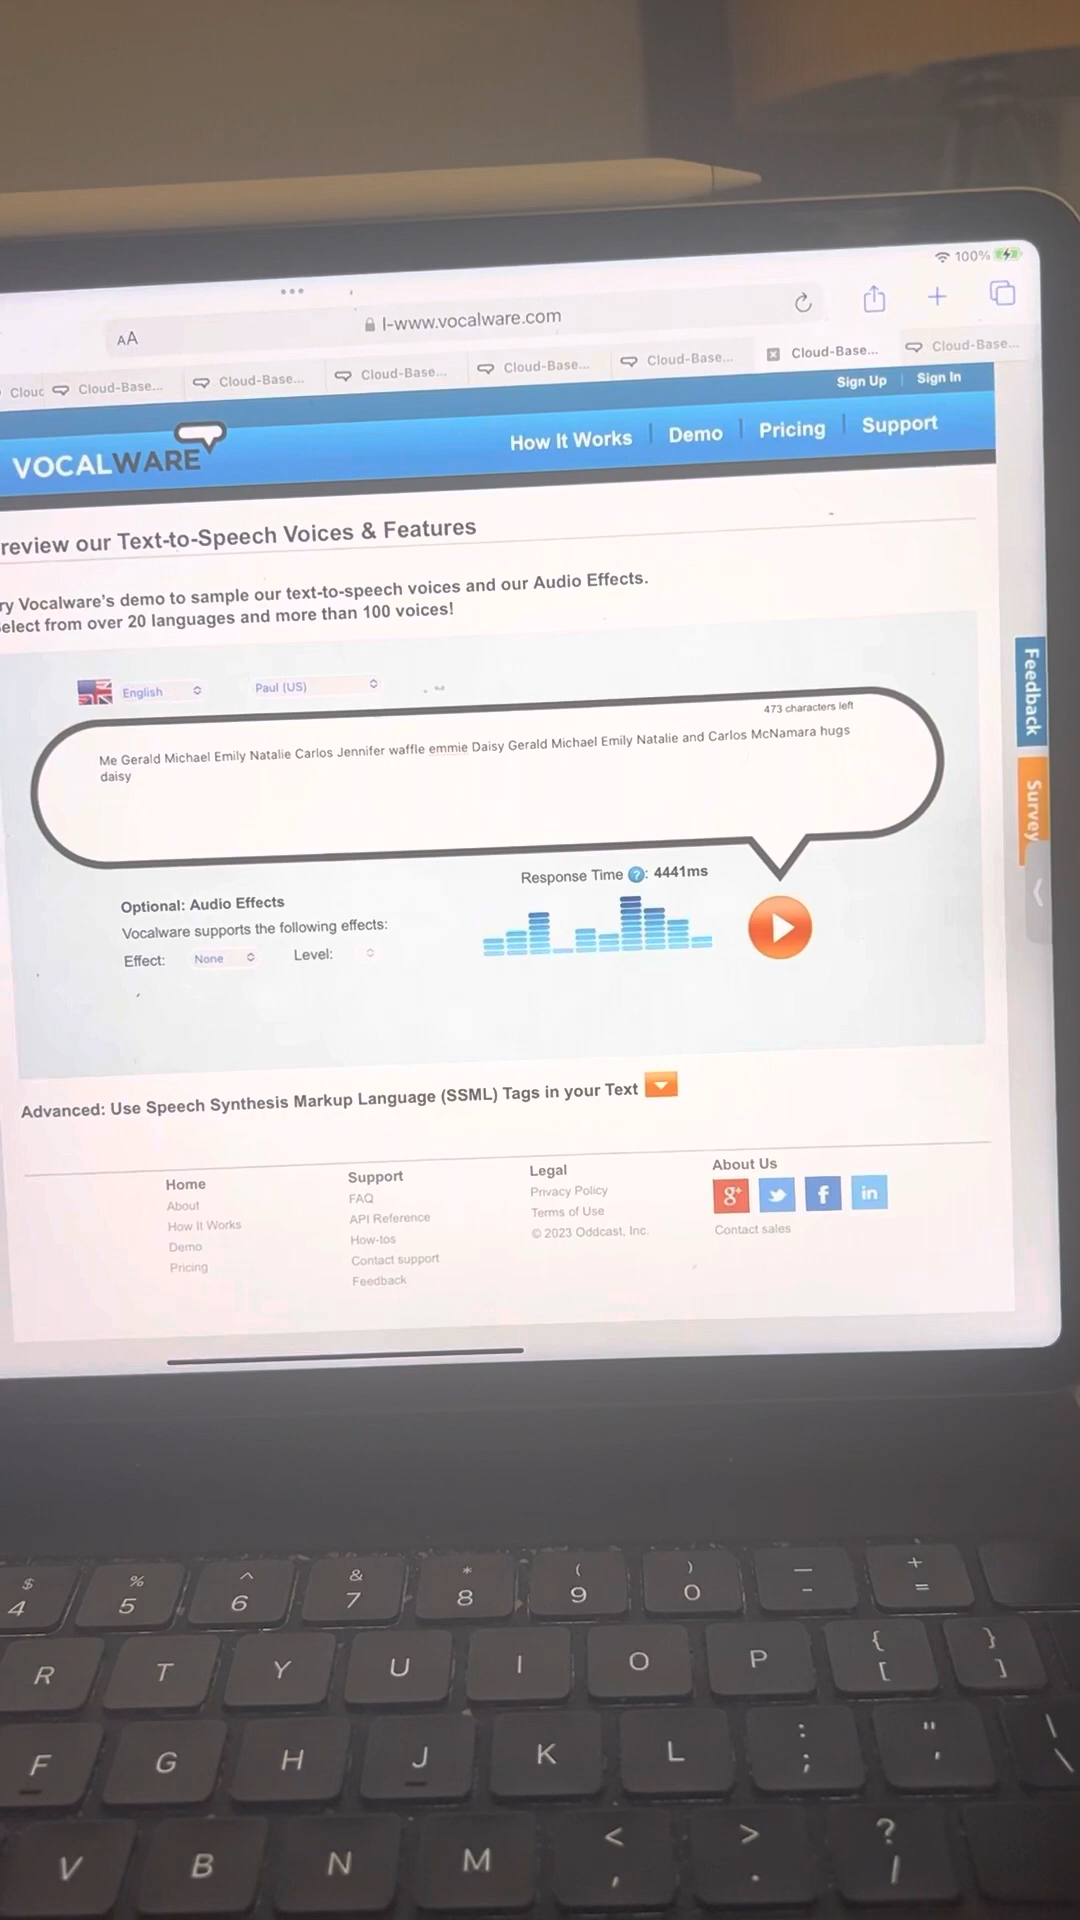 100%
AA
l-www.vocalware.com
Clouc
Cloud-Base...
Cloud-Base...
Cloud-Base...
Cloud-Base...
Cloud-Base...
Cloud-Base...
Cloud-Base...
Sign Up | Sign In
VOCALWARE
How It Works | Demo | Pricing | Support
review our Text-to-Speech Voices & Features
ry Vocalware's demo to sample our text-to-speech voices and our Audio Effects.
elect from over 20 languages and more than 100 voices!
English
Paul (US)
473 characters left
Me Gerald Michael Emily Natalie Carlos Jennifer waffle emmie Daisy Gerald Michael Emily Natalie and Carlos McNamara hugs
daisy
Feedback
Survey
Response Time ?: 4441ms
Optional: Audio Effects
Vocalware supports the following effects:
Effect: None Level:
Advanced: Use Speech Synthesis Markup Language (SSML) Tags in your Text
Home
About
How It Works
Demo
Pricing
Support
FAQ
API Reference
How-tos
Contact support
Feedback
Legal
Privacy Policy
Terms of Use
© 2023 Oddcast, Inc.
About Us
g+ f in
Contact sales
$ % ^ & * ( ) — +
4 5 6 7 8 9 0 - =
R T Y U I O P { [ } ]
F G H J K L : ; " ' | \
V B N M < , > . ? /